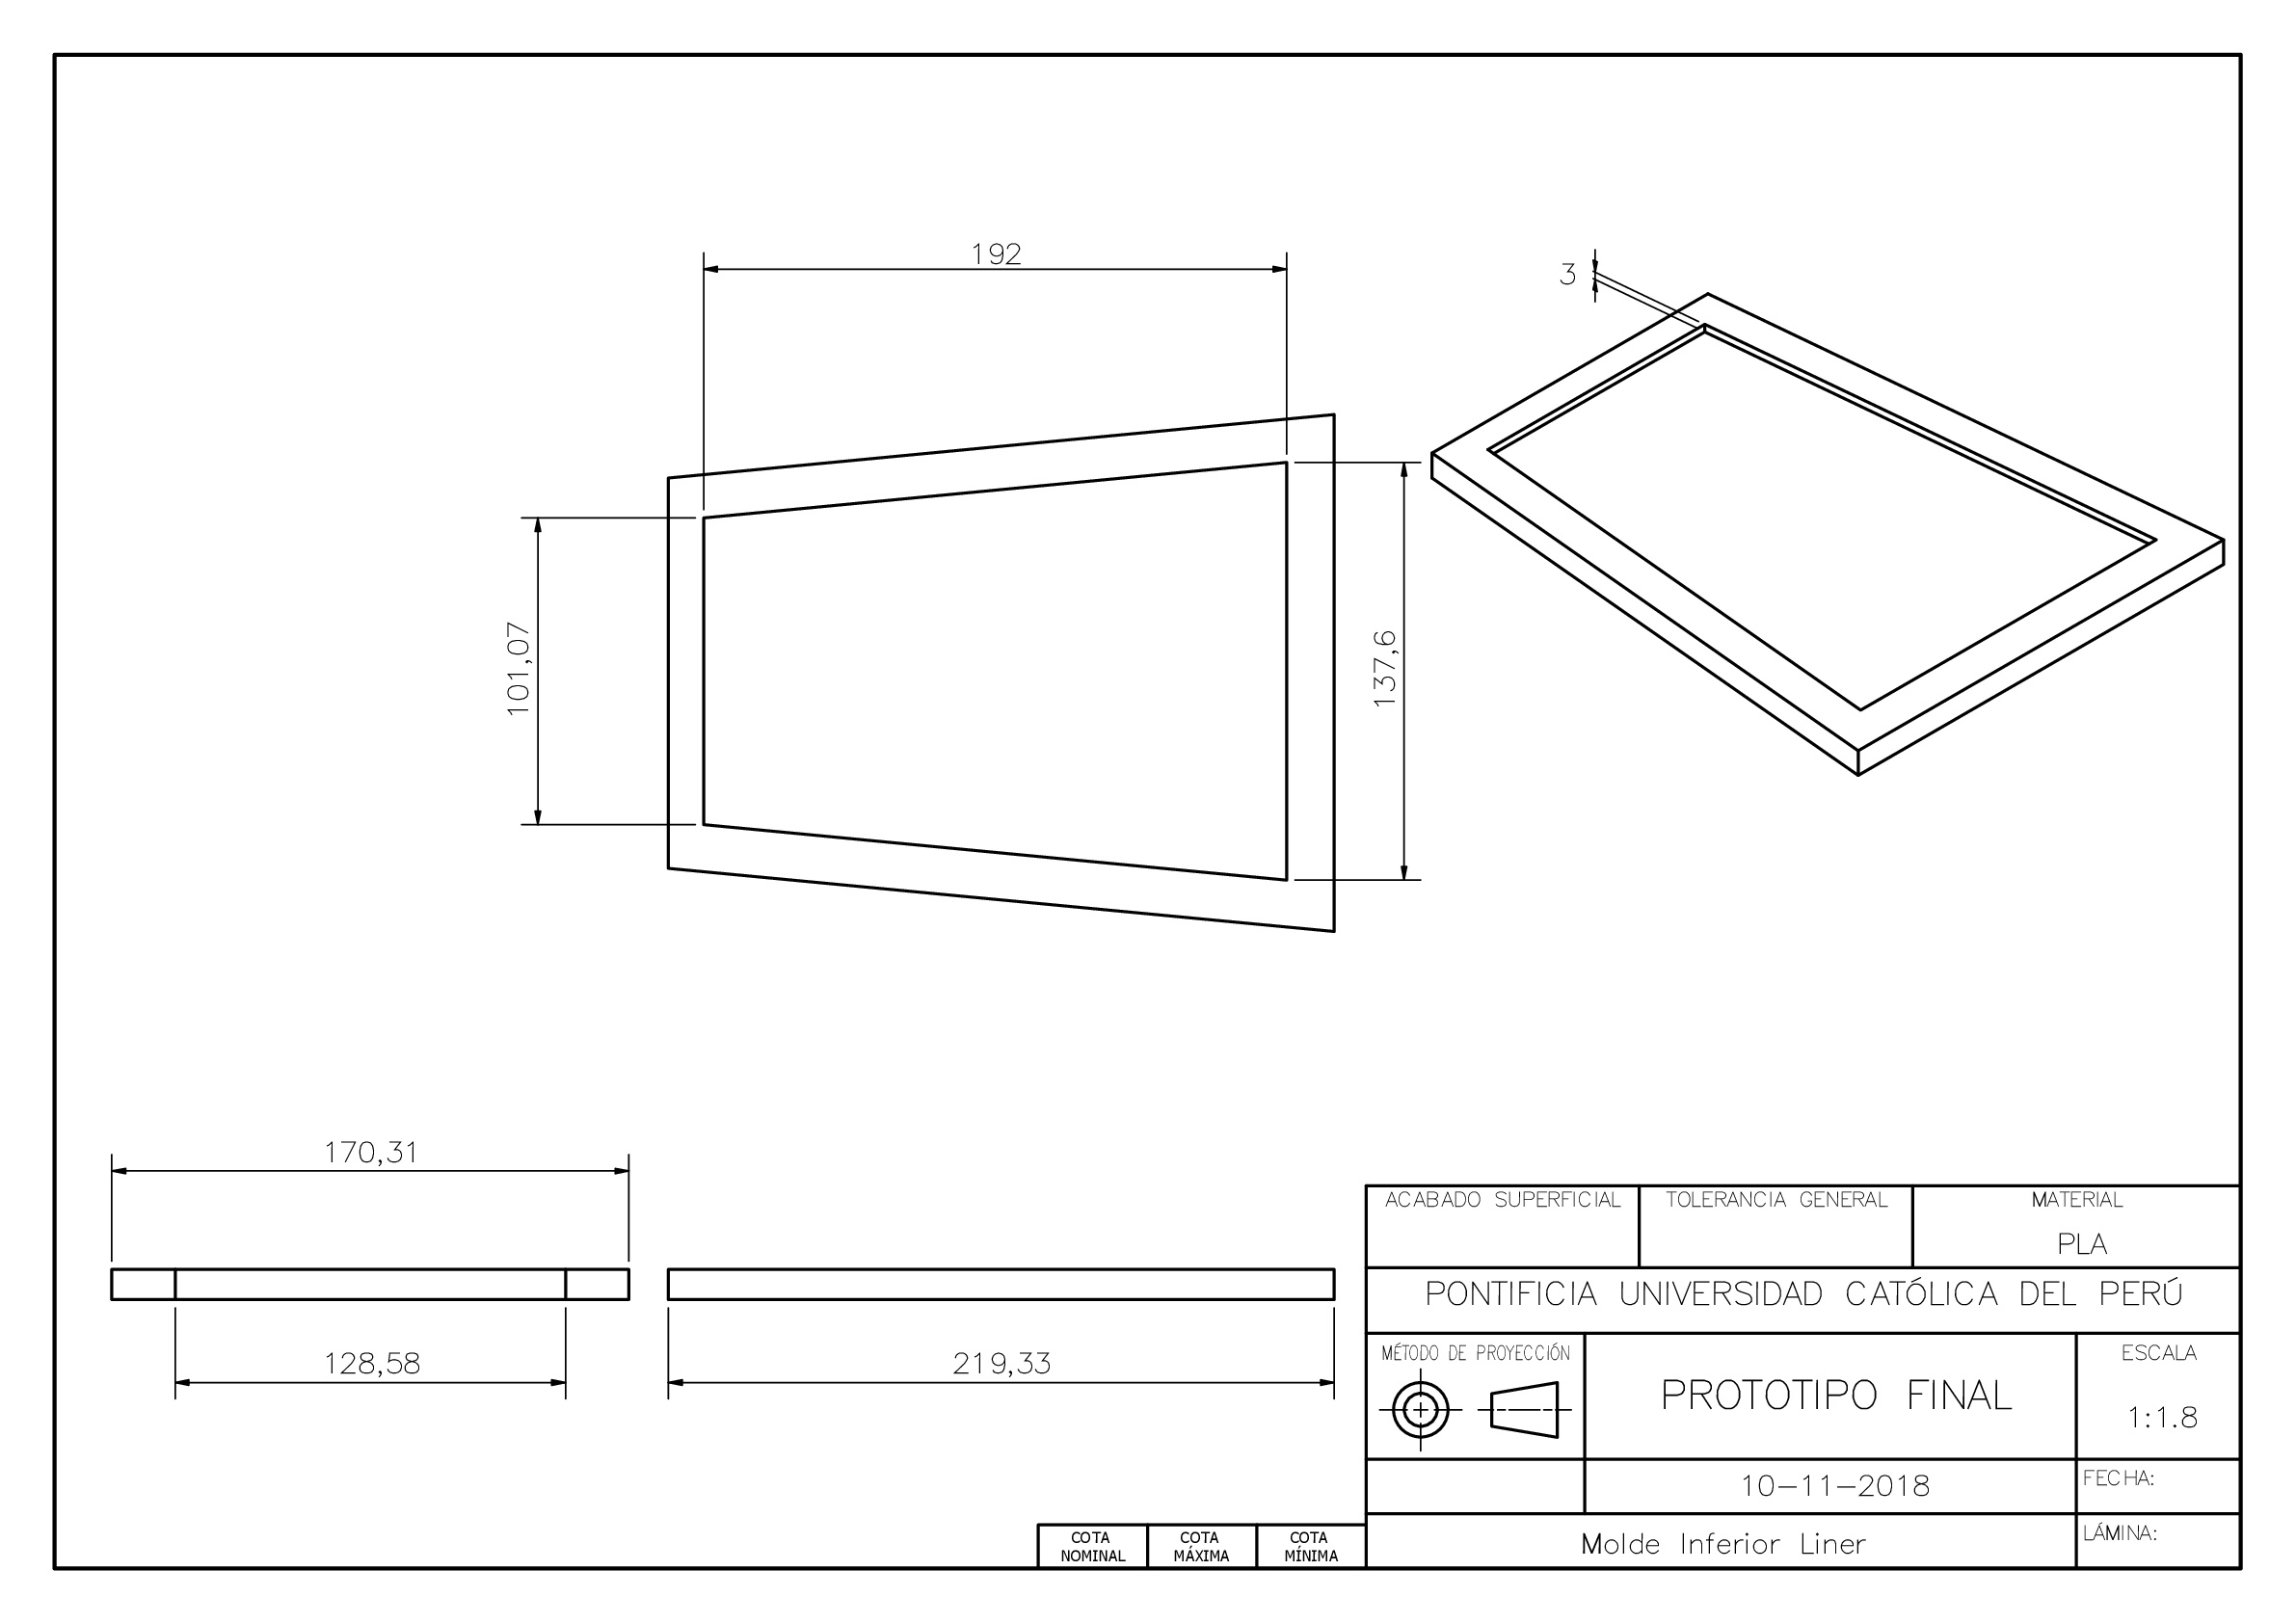 192
3
101,07
137,6
170,31
128,58
219,33
ACABADO SUPERFICIAL
TOLERANCIA GENERAL
MATERIAL
PLA
PONTIFICIA UNIVERSIDAD CATÓLICA DEL PERÚ
MÉTODO DE PROYECCIÓN
PROTOTIPO FINAL
ESCALA
1:1.8
10-11-2018
FECHA:
COTA
NOMINAL
COTA
MÁXIMA
COTA
MÍNIMA
Molde Inferior Liner
LÁMINA: